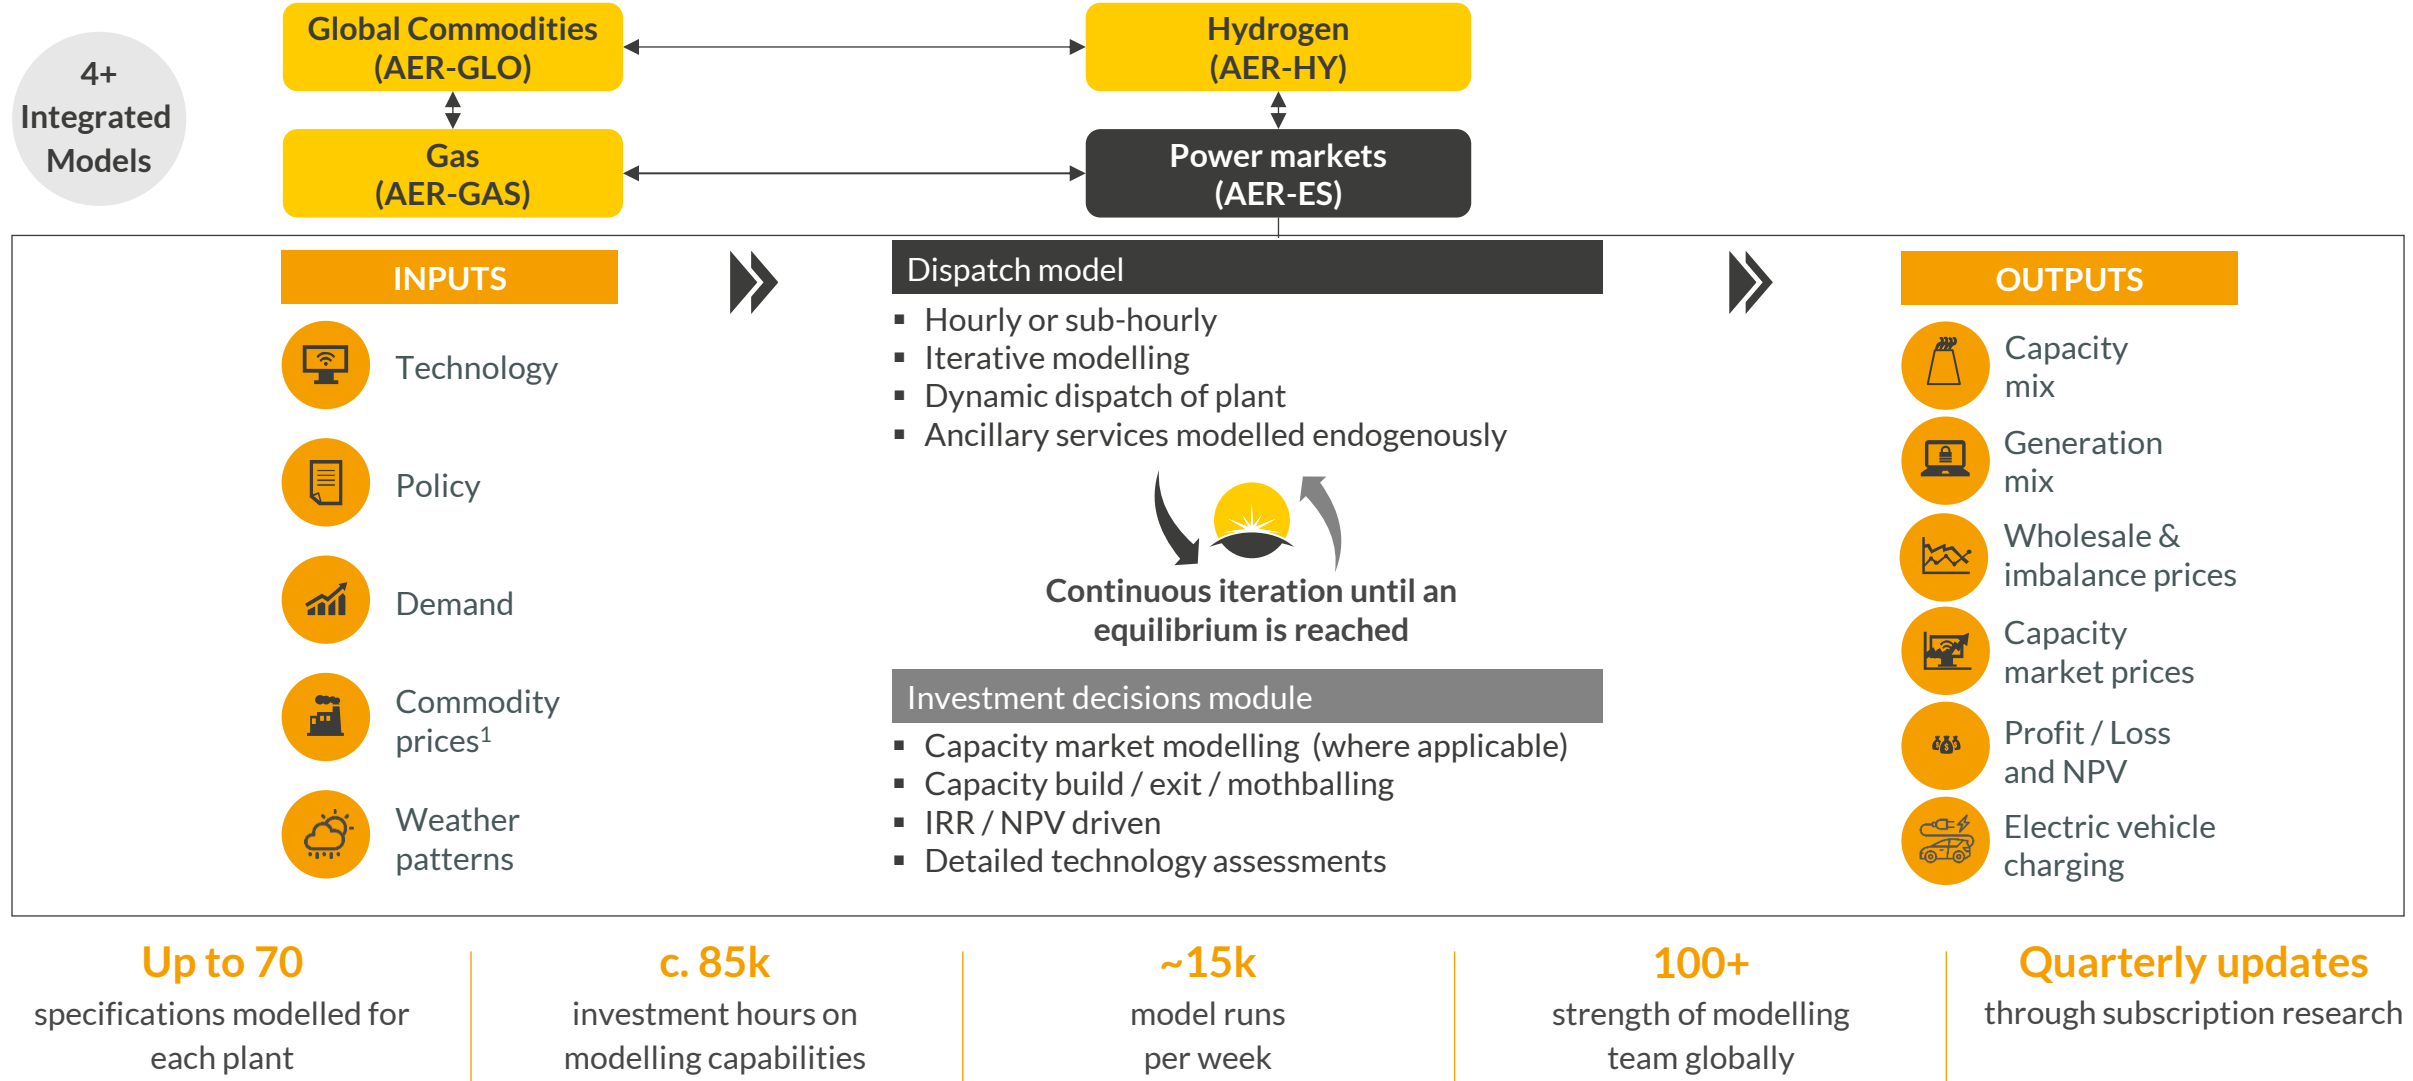 4+
Integrated
Models
Global Commodities
(AER-GLO)
Hydrogen
(AER-HY)
Gas
(AER-GAS)
Power markets
(AER-ES)
INPUTS
Technology
Policy
Demand
Commodity
prices¹
Weather
patterns
Dispatch model
▪ Hourly or sub-hourly
▪ Iterative modelling
▪ Dynamic dispatch of plant
▪ Ancillary services modelled endogenously
Continuous iteration until an
equilibrium is reached
Investment decisions module
▪ Capacity market modelling (where applicable)
▪ Capacity build / exit / mothballing
▪ IRR / NPV driven
▪ Detailed technology assessments
OUTPUTS
Capacity
mix
Generation
mix
Wholesale &
imbalance prices
Capacity
market prices
Profit / Loss
and NPV
Electric vehicle
charging
Up to 70
specifications modelled for
each plant
c. 85k
investment hours on
modelling capabilities
~15k
model runs
per week
100+
strength of modelling
team globally
Quarterly updates
through subscription research